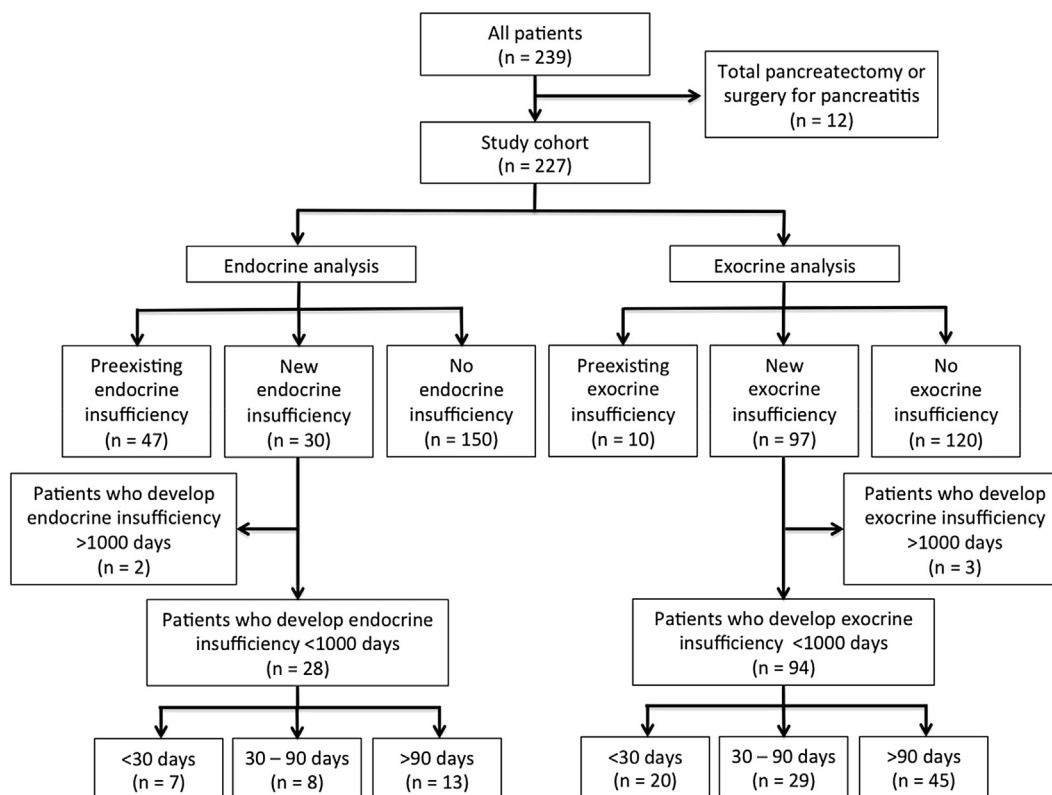 All patients
(n = 239)
Total pancreatectomy or
surgery for pancreatitis
(n = 12)
Study cohort
(n = 227)
Endocrine analysis
Exocrine analysis
Preexisting
endocrine
insufficiency
(n = 47)
New
endocrine
insufficiency
(n = 30)
No
endocrine
insufficiency
(n = 150)
Preexisting
exocrine
insufficiency
(n = 10)
New
exocrine
insufficiency
(n = 97)
No
exocrine
insufficiency
(n = 120)
Patients who develop
endocrine insufficiency
>1000 days
(n = 2)
Patients who develop
exocrine insufficiency
>1000 days
(n = 3)
Patients who develop endocrine
insufficiency <1000 days
(n = 28)
Patients who develop exocrine
insufficiency <1000 days
(n = 94)
<30 days
(n = 7)
30 – 90 days
(n = 8)
>90 days
(n = 13)
<30 days
(n = 20)
30 – 90 days
(n = 29)
>90 days
(n = 45)